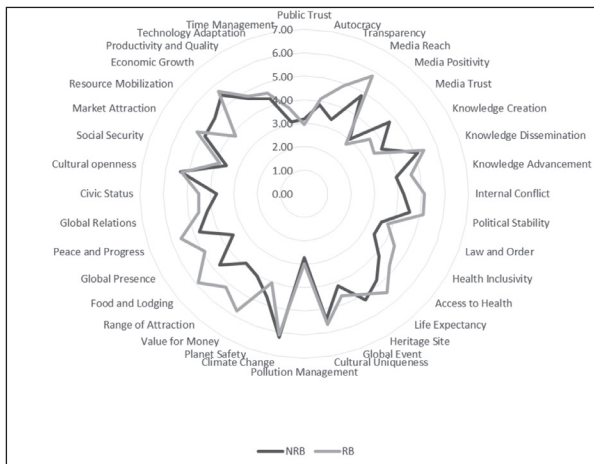 Public Trust
Autocracy
Transparency
Media Reach
Media Positivity
Media Trust
Knowledge Creation
Knowledge Dissemination
Knowledge Advancement
Internal Conflict
Political Stability
Law and Order
Health Inclusivity
Access to Health
Life Expectancy
Heritage Site
Global Event
Cultural Uniqueness
Pollution Management
Climate Change
Planet Safety
Value for Money
Range of Attraction
Food and Lodging
Global Presence
Peace and Progress
Global Relations
Civic Status
Cultural openness
Social Security
Market Attraction
Resource Mobilization
Economic Growth
Productivity and Quality
Technology Adaptation
Time Management
7.00
6.00
5.00
4.00
3.00
2.00
1.00
0.00
NRB
RB